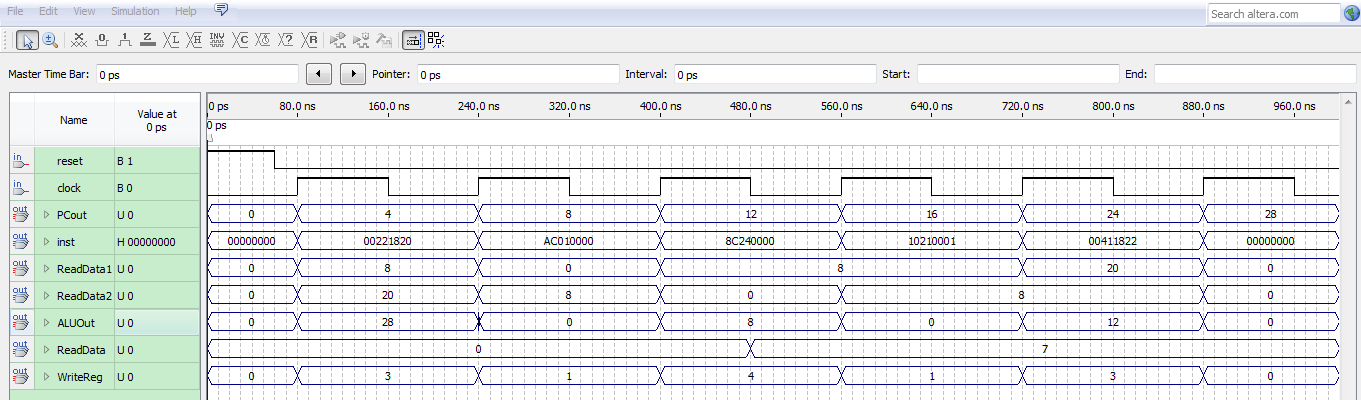 File Edit View Simulation Help Search altera.com
Master Time Bar: 0 ps Pointer: 0 ps Interval: 0 ps Start: End:
Name Value at 0 ps 0 ps 80.0 ns 160.0 ns 240.0 ns 320.0 ns 400.0 ns 480.0 ns 560.0 ns 640.0 ns 720.0 ns 800.0 ns 880.0 ns 960.0 ns
0 ps
in reset B 1
in clock B 0
out PCout U 0 0 4 8 12 16 24 28
out inst H 00000000 00000000 00221820 AC010000 8C240000 10210001 00411822 00000000
out ReadData1 U 0 0 8 0 8 20 0
out ReadData2 U 0 0 20 8 0 8 0
out ALUOut U 0 0 28 0 8 0 12 0
out ReadData U 0 0 7
out WriteReg U 0 0 3 1 4 1 3 0